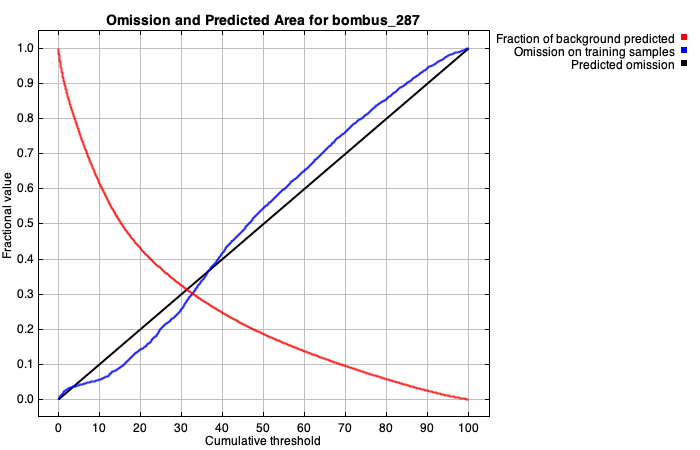 Omission and Predicted Area for bombus_287
Fraction of background predicted
Omission on training samples
Predicted omission
Fractional value
1.0
0.9
0.8
0.7
0.6
0.5
0.4
0.3
0.2
0.1
0.0
0 10 20 30 40 50 60 70 80 90 100
Cumulative threshold